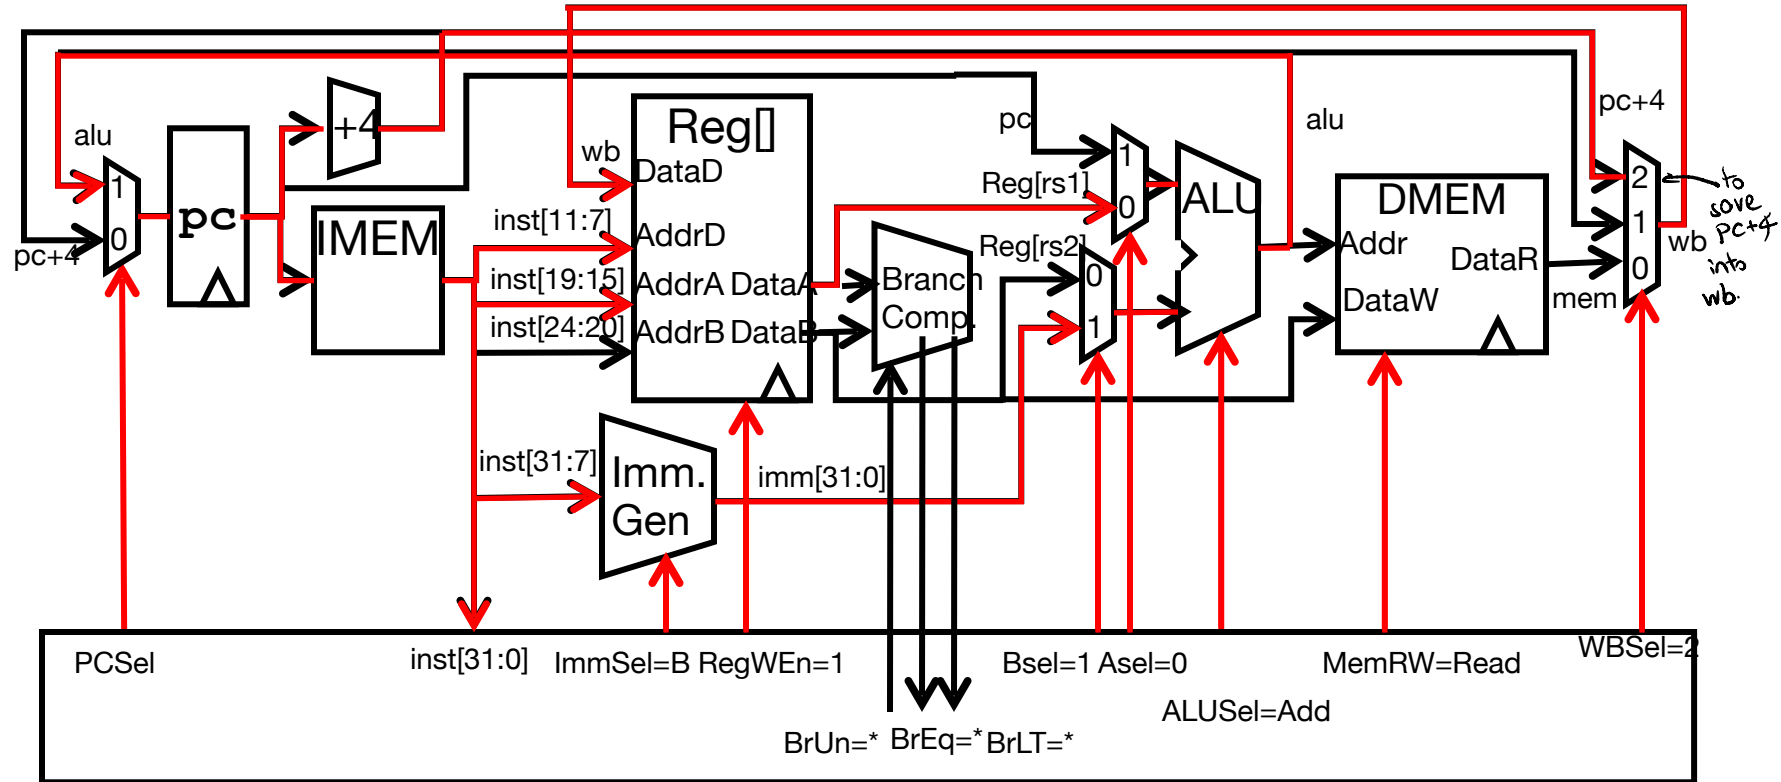 pc+4
alu
1
0
pc+4
pc
+4
IMEM
wb
Reg[]
DataD
inst[11:7]
AddrD
inst[19:15]
AddrA DataA
inst[24:20]
AddrB DataB
inst[31:7]
Imm.
Gen
imm[31:0]
Branch
Comp.
pc
Reg[rs1]
Reg[rs2]
1
0
0
1
ALU
alu
DMEM
Addr
DataR
DataW
mem
2
1
0
wb
to
sove
pc+4
into
wb.
PCSel
inst[31:0]
ImmSel=B RegWEn=1
Bsel=1 Asel=0
MemRW=Read
WBSel=2
ALUSel=Add
BrUn=* BrEq=* BrLT=*